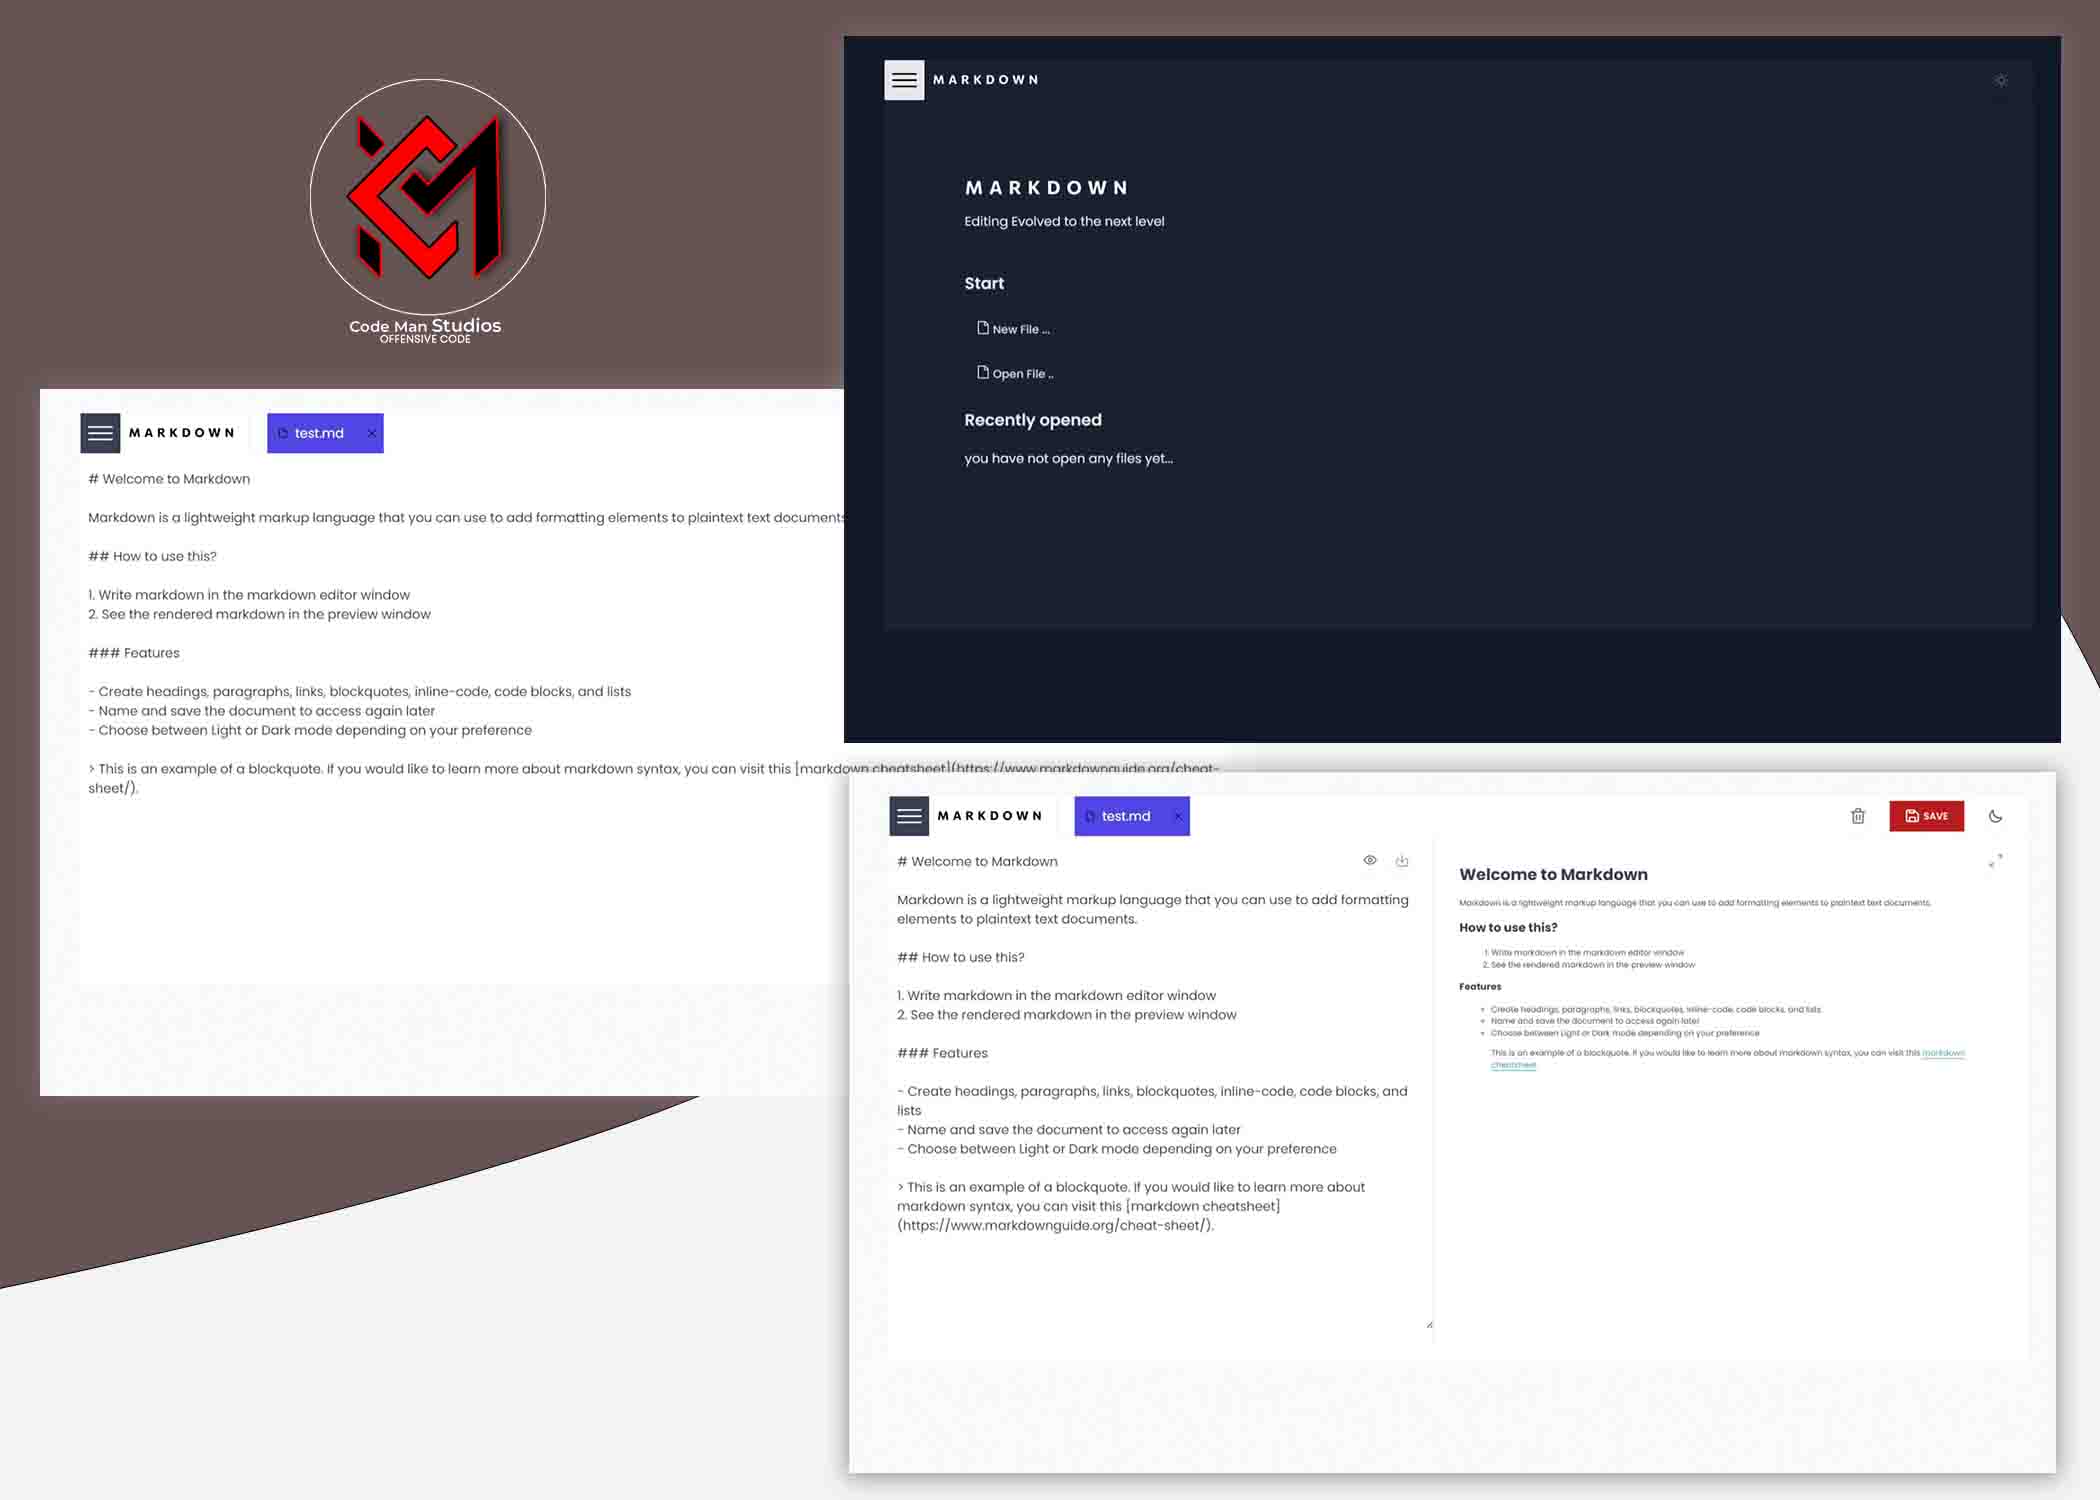 Code Man Studios
OFFENSIVE CODE
MARKDOWN
MARKDOWN
Editing Evolved to the next level
Start
New File ...
Open File ..
Recently opened
you have not open any files yet...
MARKDOWN
test.md
# Welcome to Markdown
Markdown is a lightweight markup language that you can use to add formatting elements to plaintext text documents
## How to use this?
1. Write markdown in the markdown editor window
2. See the rendered markdown in the preview window
### Features
- Create headings, paragraphs, links, blockquotes, inline-code, code blocks, and lists
- Name and save the document to access again later
- Choose between Light or Dark mode depending on your preference
> This is an example of a blockquote. If you would like to learn more about markdown syntax, you can visit this [markdown cheatsheet](https://www.markdownguide.org/cheat-
sheet/).
MARKDOWN
test.md
SAVE
# Welcome to Markdown
Markdown is a lightweight markup language that you can use to add formatting
elements to plaintext text documents.
## How to use this?
1. Write markdown in the markdown editor window
2. See the rendered markdown in the preview window
### Features
- Create headings, paragraphs, links, blockquotes, inline-code, code blocks, and
lists
- Name and save the document to access again later
- Choose between Light or Dark mode depending on your preference
> This is an example of a blockquote. If you would like to learn more about
markdown syntax, you can visit this [markdown cheatsheet]
(https://www.markdownguide.org/cheat-sheet/).
Welcome to Markdown
Markdown is a lightweight markup language that you can use to add formatting elements to plaintext text documents.
How to use this?
1. Write markdown in the markdown editor window
2. See the rendered markdown in the preview window
Features
Create headings, paragraphs, links, blockquotes, inline-code, code blocks, and lists
Name and save the document to access again later
Choose between Light or Dark mode depending on your preference
This is an example of a blockquote. If you would like to learn more about markdown syntax, you can visit this markdown
cheatsheet.